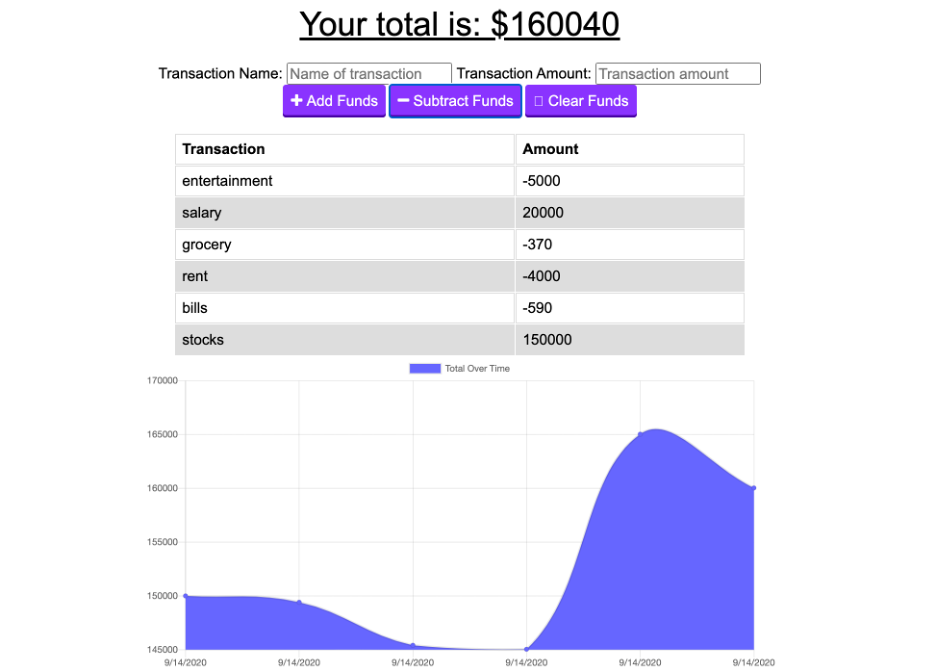 Your total is: $160040
Transaction Name: Name of transaction Transaction Amount: Transaction amount
Add Funds Subtract Funds Clear Funds
Transaction Amount
entertainment -5000
salary 20000
grocery -370
rent -4000
bills -590
stocks 150000
Total Over Time
170000
165000
160000
155000
150000
145000
9/14/2020 9/14/2020 9/14/2020 9/14/2020 9/14/2020 9/14/2020